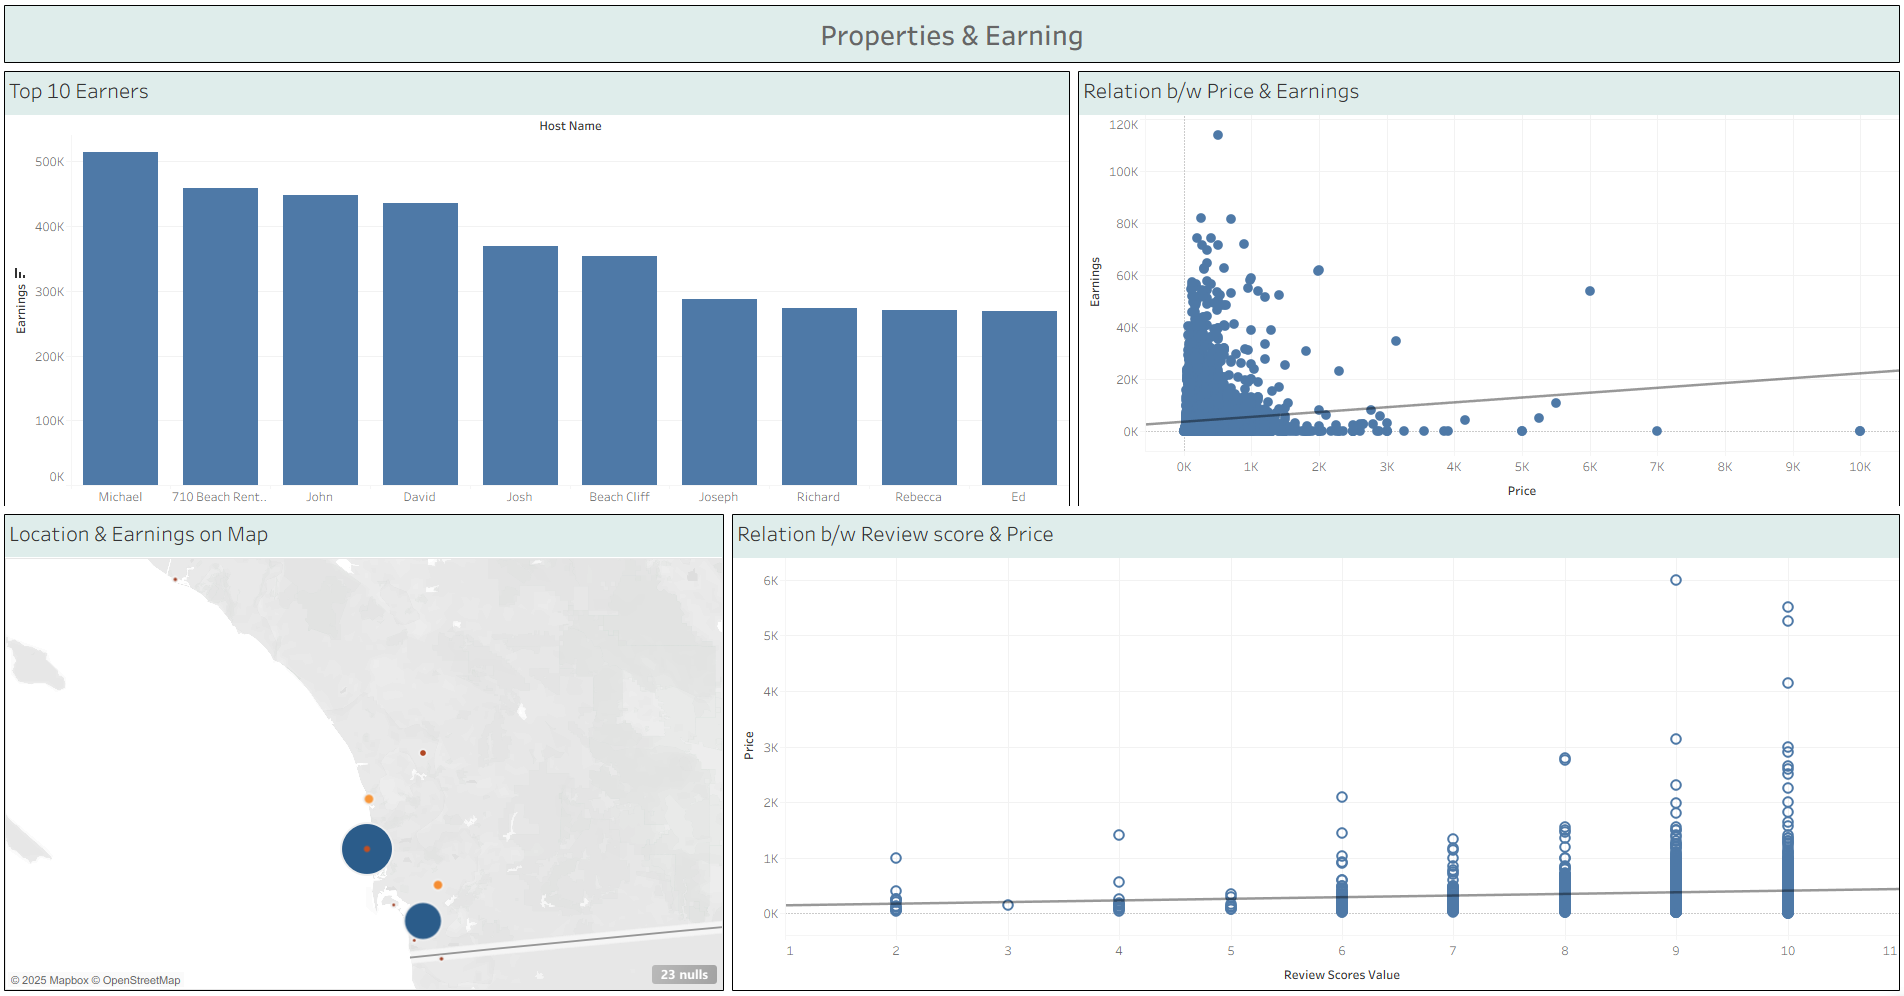 Properties & Earning
Top 10 Earners
Host Name
500K
400K
300K
200K
100K
0K
Earnings
Michael
710 Beach Rent..
John
David
Josh
Beach Cliff
Joseph
Richard
Rebecca
Ed
Relation b/w Price & Earnings
120K
100K
80K
60K
40K
20K
0K
Earnings
0K 1K 2K 3K 4K 5K 6K 7K 8K 9K 10K
Price
Location & Earnings on Map
© 2025 Mapbox © OpenStreetMap
23 nulls
Relation b/w Review score & Price
6K
5K
4K
3K
2K
1K
0K
Price
1 2 3 4 5 6 7 8 9 10 11
Review Scores Value